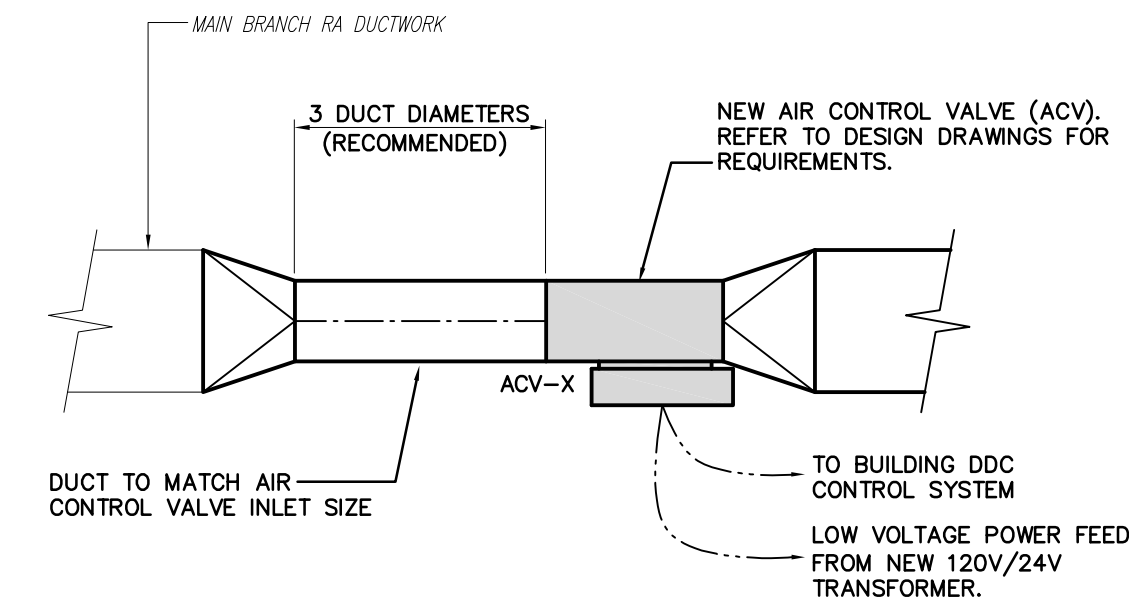 MAIN BRANCH RA DUCTWORK
3 DUCT DIAMETERS
(RECOMMENDED)
NEW AIR CONTROL VALVE (ACV).
REFER TO DESIGN DRAWINGS FOR
REQUIREMENTS.
ACV-X
DUCT TO MATCH AIR
CONTROL VALVE INLET SIZE
TO BUILDING DDC
CONTROL SYSTEM
LOW VOLTAGE POWER FEED
FROM NEW 120V/24V
TRANSFORMER.